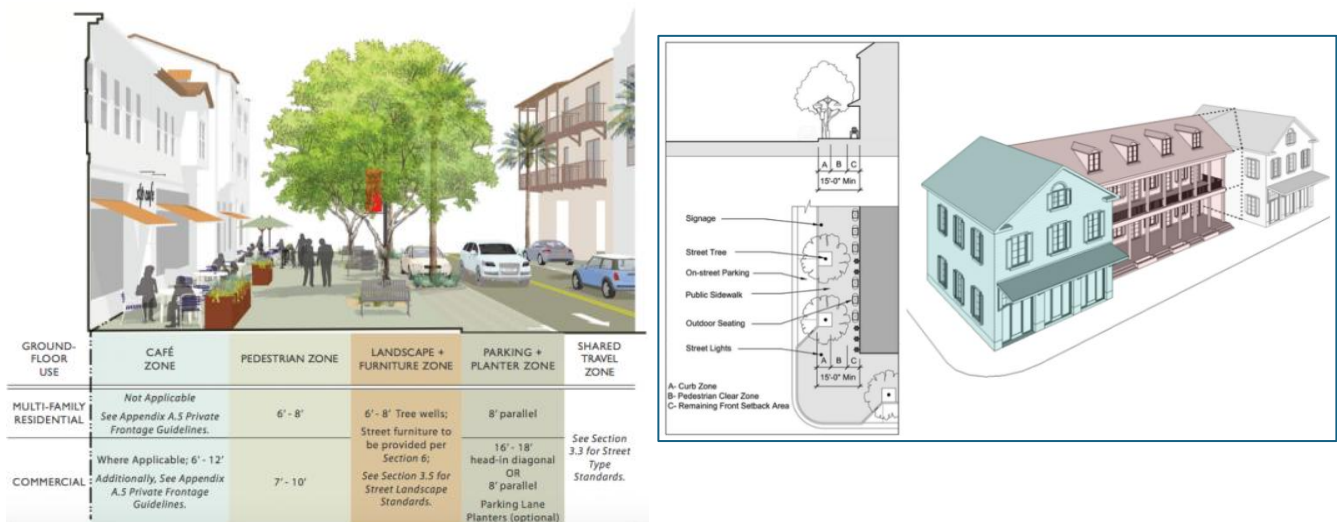 GROUND-
FLOOR
USE
CAFÉ
ZONE
PEDESTRIAN ZONE
LANDSCAPE +
FURNITURE ZONE
PARKING +
PLANTER ZONE
SHARED
TRAVEL
ZONE
MULTI-FAMILY
RESIDENTIAL
Not Applicable
See Appendix A.5 Private
Frontage Guidelines.
6' - 8'
6' - 8' Tree wells;
Street furniture to
be provided per
Section 6;
See Section 3.5 for
Street Landscape
Standards.
8' parallel
See Section
3.3 for Street
Type
Standards.
COMMERCIAL
Where Applicable; 6' - 12'
Additionally, See Appendix
A.5 Private Frontage
Guidelines.
7' - 10'
16' - 18'
head-in diagonal
OR
8' parallel
Parking Lane
Planters (optional)
A B C
15'-0" Min
Signage
Street Tree
On-street Parking
Public Sidewalk
Outdoor Seating
Street Lights
A B C
15'-0" Min
A- Curb Zone
B- Pedestrian Clear Zone
C- Remaining Front Setback Area